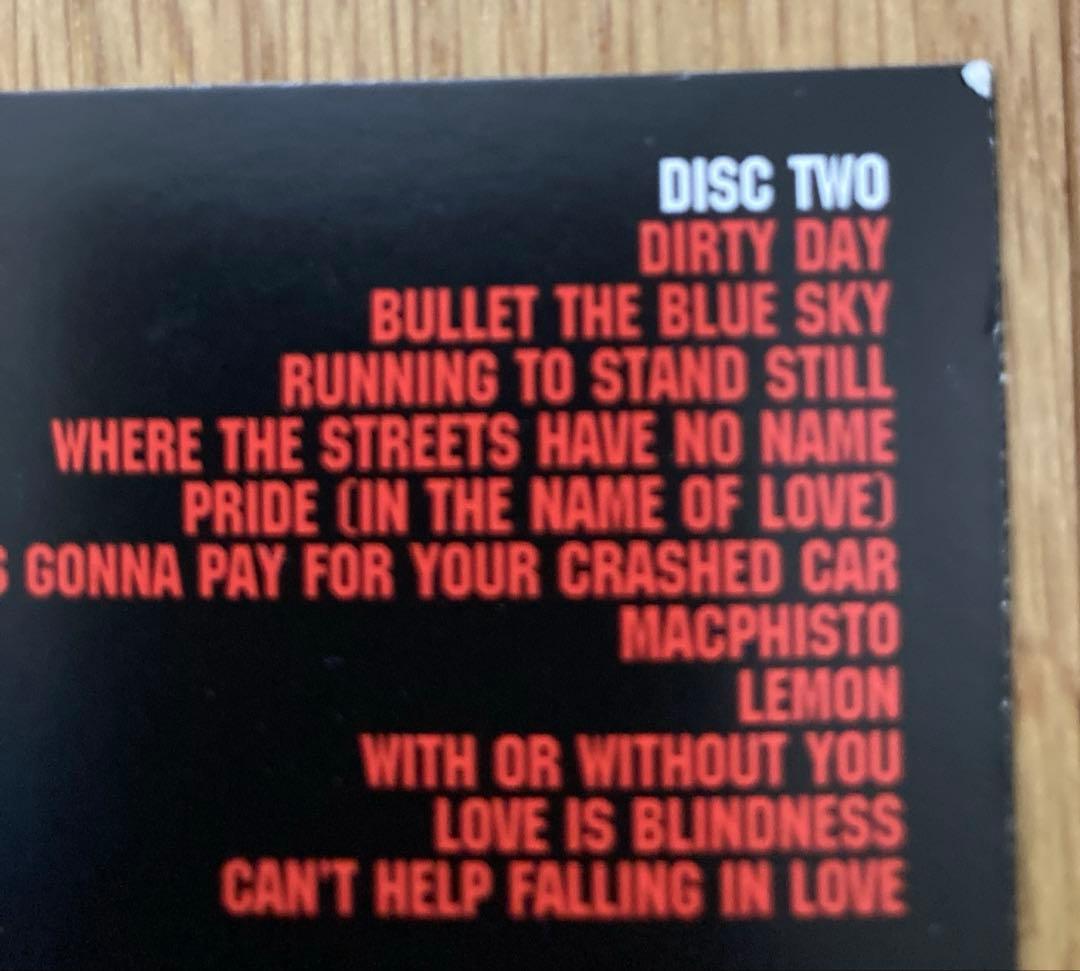 DISC TWO
DIRTY DAY
BULLET THE BLUE SKY
RUNNING TO STAND STILL
WHERE THE STREETS HAVE NO NAME
PRIDE (IN THE NAME OF LOVE)
S GONNA PAY FOR YOUR CRASHED CAR
MACPHISTO
LEMON
WITH OR WITHOUT YOU
LOVE IS BLINDNESS
CAN'T HELP FALLING IN LOVE